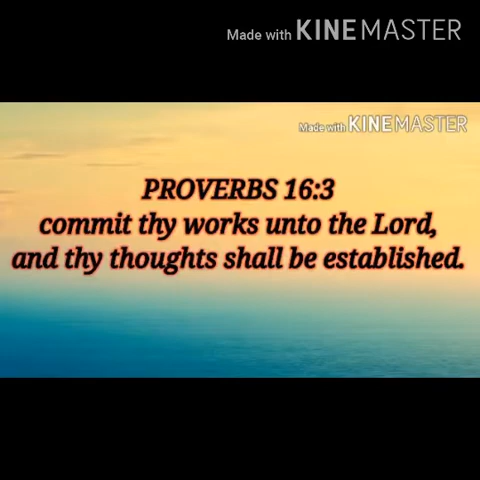 Made with KINEMASTER
Made with KINEMASTER
PROVERBS 16:3
commit thy works unto the Lord,
and thy thoughts shall be established.